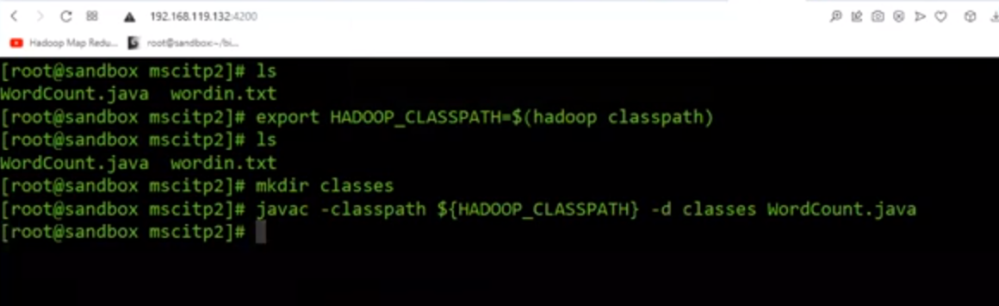 192.168.119.132:4200
Hadoop Map Redu... root@sandbox:~/bi...
[root@sandbox mscitp2]# ls
WordCount.java  wordin.txt
[root@sandbox mscitp2]# export HADOOP_CLASSPATH=$(hadoop classpath)
[root@sandbox mscitp2]# ls
WordCount.java  wordin.txt
[root@sandbox mscitp2]# mkdir classes
[root@sandbox mscitp2]# javac -classpath ${HADOOP_CLASSPATH} -d classes WordCount.java
[root@sandbox mscitp2]#